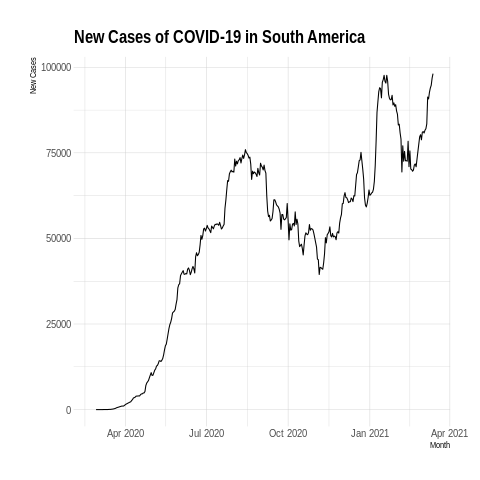 New Cases of COVID-19 in South America
New Cases
100000
75000
50000
25000
0
Apr 2020 Jul 2020 Oct 2020 Jan 2021 Apr 2021
Month